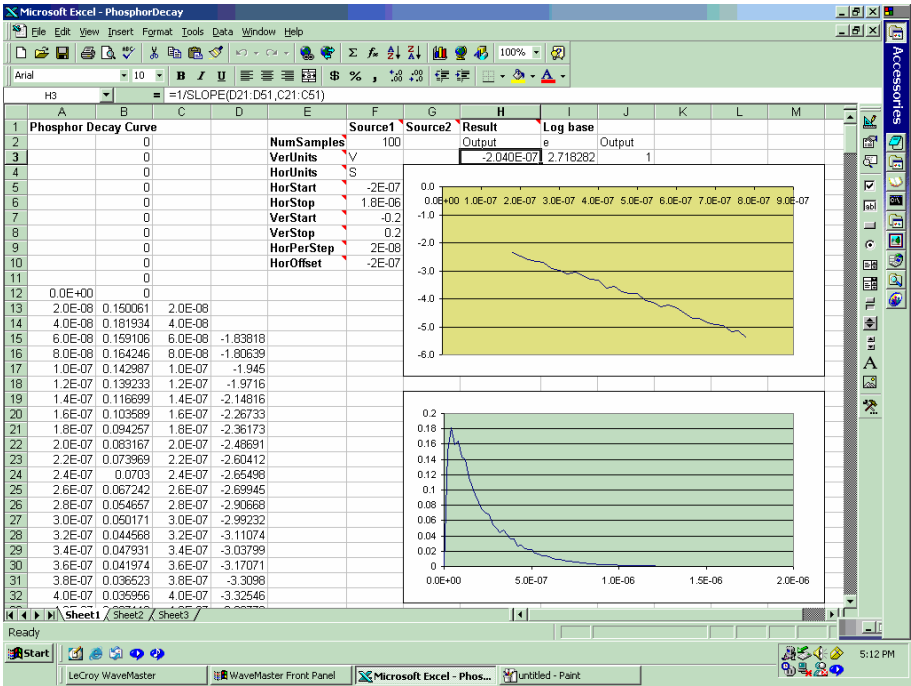 Microsoft Excel - PhosphorDecay
File Edit View Insert Format Tools Data Window Help
100%
Arial 10 B I U $ % ,
H3 = =1/SLOPE(D21:D51,C21:C51)
A B C D E F G H I J K L M
1 Phosphor Decay Curve Source1 Source2 Result Log base
2 0 NumSamples 100 Output e Output
3 0 VerUnits V -2.040E-07 2.718282 1
4 0 HorUnits S
5 0 HorStart -2E-07
6 0 HorStop 1.8E-06
7 0 VerStart -0.2
8 0 VerStop 0.2
9 0 HorPerStep 2E-08
10 0 HorOffset -2E-07
11 0
12 0.0E+00 0
13 2.0E-08 0.150061 2.0E-08
14 4.0E-08 0.181934 4.0E-08
15 6.0E-08 0.159106 6.0E-08 -1.83818
16 8.0E-08 0.164246 8.0E-08 -1.80639
17 1.0E-07 0.142987 1.0E-07 -1.945
18 1.2E-07 0.139233 1.2E-07 -1.9716
19 1.4E-07 0.116699 1.4E-07 -2.14816
20 1.6E-07 0.103589 1.6E-07 -2.26733
21 1.8E-07 0.094257 1.8E-07 -2.36173
22 2.0E-07 0.083167 2.0E-07 -2.48691
23 2.2E-07 0.073969 2.2E-07 -2.60412
24 2.4E-07 0.0703 2.4E-07 -2.65498
25 2.6E-07 0.067242 2.6E-07 -2.69945
26 2.8E-07 0.054657 2.8E-07 -2.90668
27 3.0E-07 0.050171 3.0E-07 -2.99232
28 3.2E-07 0.044568 3.2E-07 -3.11074
29 3.4E-07 0.047931 3.4E-07 -3.03799
30 3.6E-07 0.041974 3.6E-07 -3.17071
31 3.8E-07 0.036523 3.8E-07 -3.3098
32 4.0E-07 0.035956 4.0E-07 -3.32546
0.0
0.0E+00 1.0E-07 2.0E-07 3.0E-07 4.0E-07 5.0E-07 6.0E-07 7.0E-07 8.0E-07 9.0E-07
-1.0
-2.0
-3.0
-4.0
-5.0
-6.0
0.2
0.18
0.16
0.14
0.12
0.1
0.08
0.06
0.04
0.02
0
0.0E+00 5.0E-07 1.0E-06 1.5E-06 2.0E-06
Accessories
Sheet1 Sheet2 Sheet3
Ready
Start 5:12 PM
LeCroy WaveMaster WaveMaster Front Panel Microsoft Excel - Phos... untitled - Paint